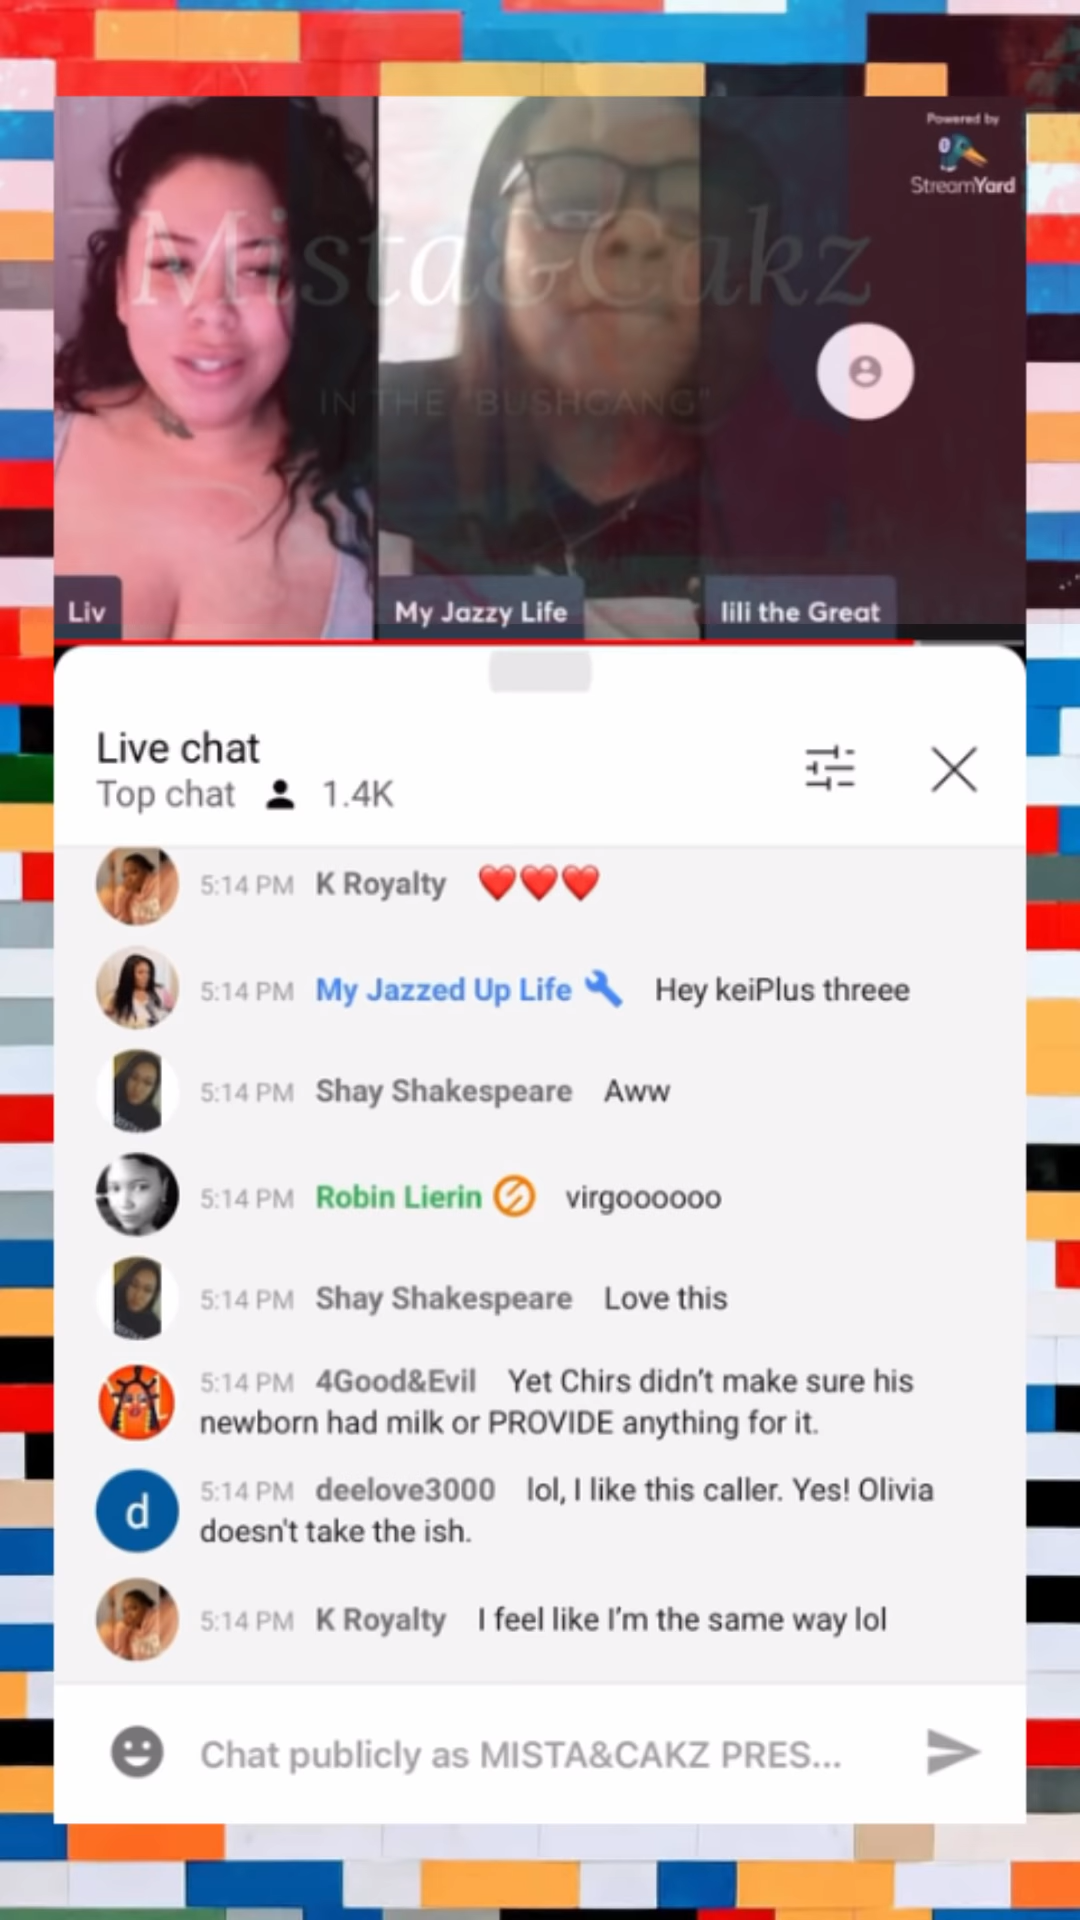 Powered by
StreamYard
Mista&Cakz
IN THE "BUSHGANG"
Liv
My Jazzy Life
lili the Great
Live chat
Top chat 1.4K
5:14 PM K Royalty ❤️❤️❤️
5:14 PM My Jazzed Up Life Hey keiPlus threee
5:14 PM Shay Shakespeare Aww
5:14 PM Robin Lierin virgoooooo
5:14 PM Shay Shakespeare Love this
5:14 PM 4Good&Evil Yet Chirs didn't make sure his
newborn had milk or PROVIDE anything for it.
5:14 PM deelove3000 lol, I like this caller. Yes! Olivia
doesn't take the ish.
d
5:14 PM K Royalty I feel like I'm the same way lol
Chat publicly as MISTA&CAKZ PRES...